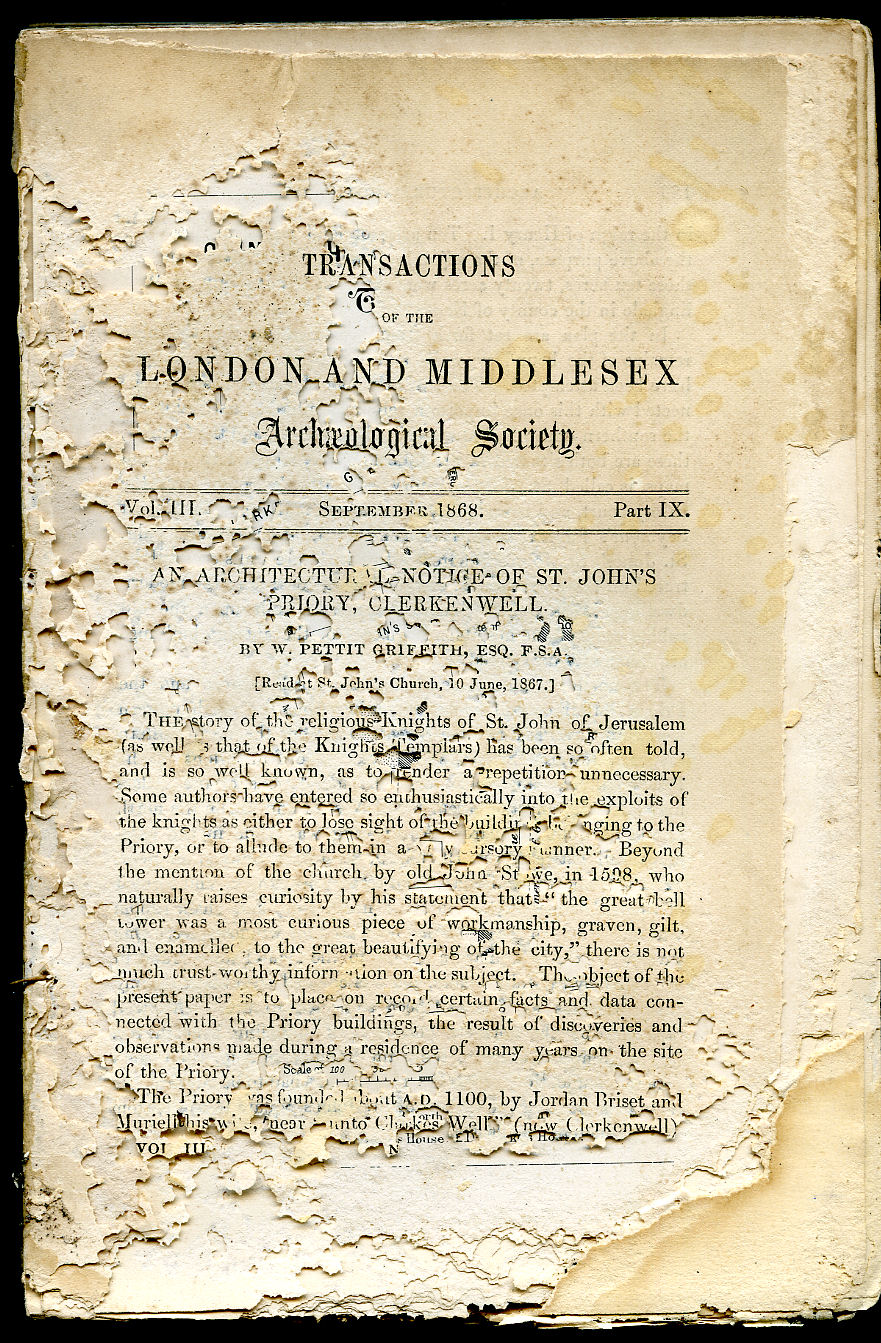 TRANSACTIONS
OF THE
LONDON AND MIDDLESEX
Archæological Society.
Vol. III. SEPTEMBER 1868. Part IX.
AN ARCHITECTURAL NOTICE OF ST. JOHN'S
PRIORY, CLERKENWELL.
BY W. PETTIT GRIFFITH, ESQ. F.S.A.
[Read at St. John's Church, 10 June, 1867.]
THE story of the religious Knights of St. John of Jerusalem
(as well as that of the Knights Templars) has been so often told,
and is so well known, as to render a repetition unnecessary.
Some authors have entered so enthusiastically into the exploits of
the knights as either to lose sight of the buildings belonging to the
Priory, or to allude to them in a very cursory manner. Beyond
the mention of the church by old John Stowe, in 1598, who
naturally raises curiosity by his statement that “the great bell
tower was a most curious piece of workmanship, graven, gilt,
and enamelled, to the great beautifying of the city,” there is not
much trust-worthy information on the subject. The object of the
present paper is to place on record certain facts and data con-
nected with the Priory buildings, the result of discoveries and
observations made during a residence of many years on the site
of the Priory.
Scale of 100
The Priory was founded about A.D. 1100, by Jordan Briset and
Muriell his wife, near unto Clarkes Well” (now Clerkenwell)
House
VOL. III. N